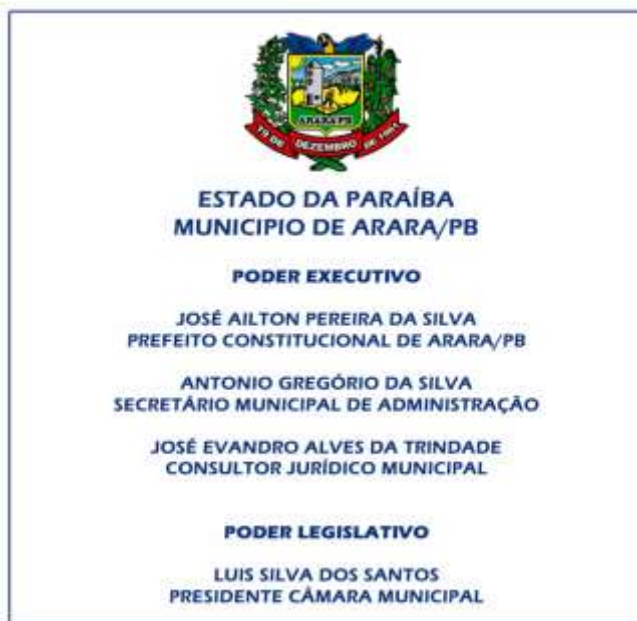 ARARA PB
19 DE DEZEMBRO DE 1961
ESTADO DA PARAÍBA
MUNICIPIO DE ARARA/PB
PODER EXECUTIVO
JOSÉ AILTON PEREIRA DA SILVA
PREFEITO CONSTITUCIONAL DE ARARA/PB
ANTONIO GREGÓRIO DA SILVA
SECRETÁRIO MUNICIPAL DE ADMINISTRAÇÃO
JOSÉ EVANDRO ALVES DA TRINDADE
CONSULTOR JURÍDICO MUNICIPAL
PODER LEGISLATIVO
LUIS SILVA DOS SANTOS
PRESIDENTE CÂMARA MUNICIPAL